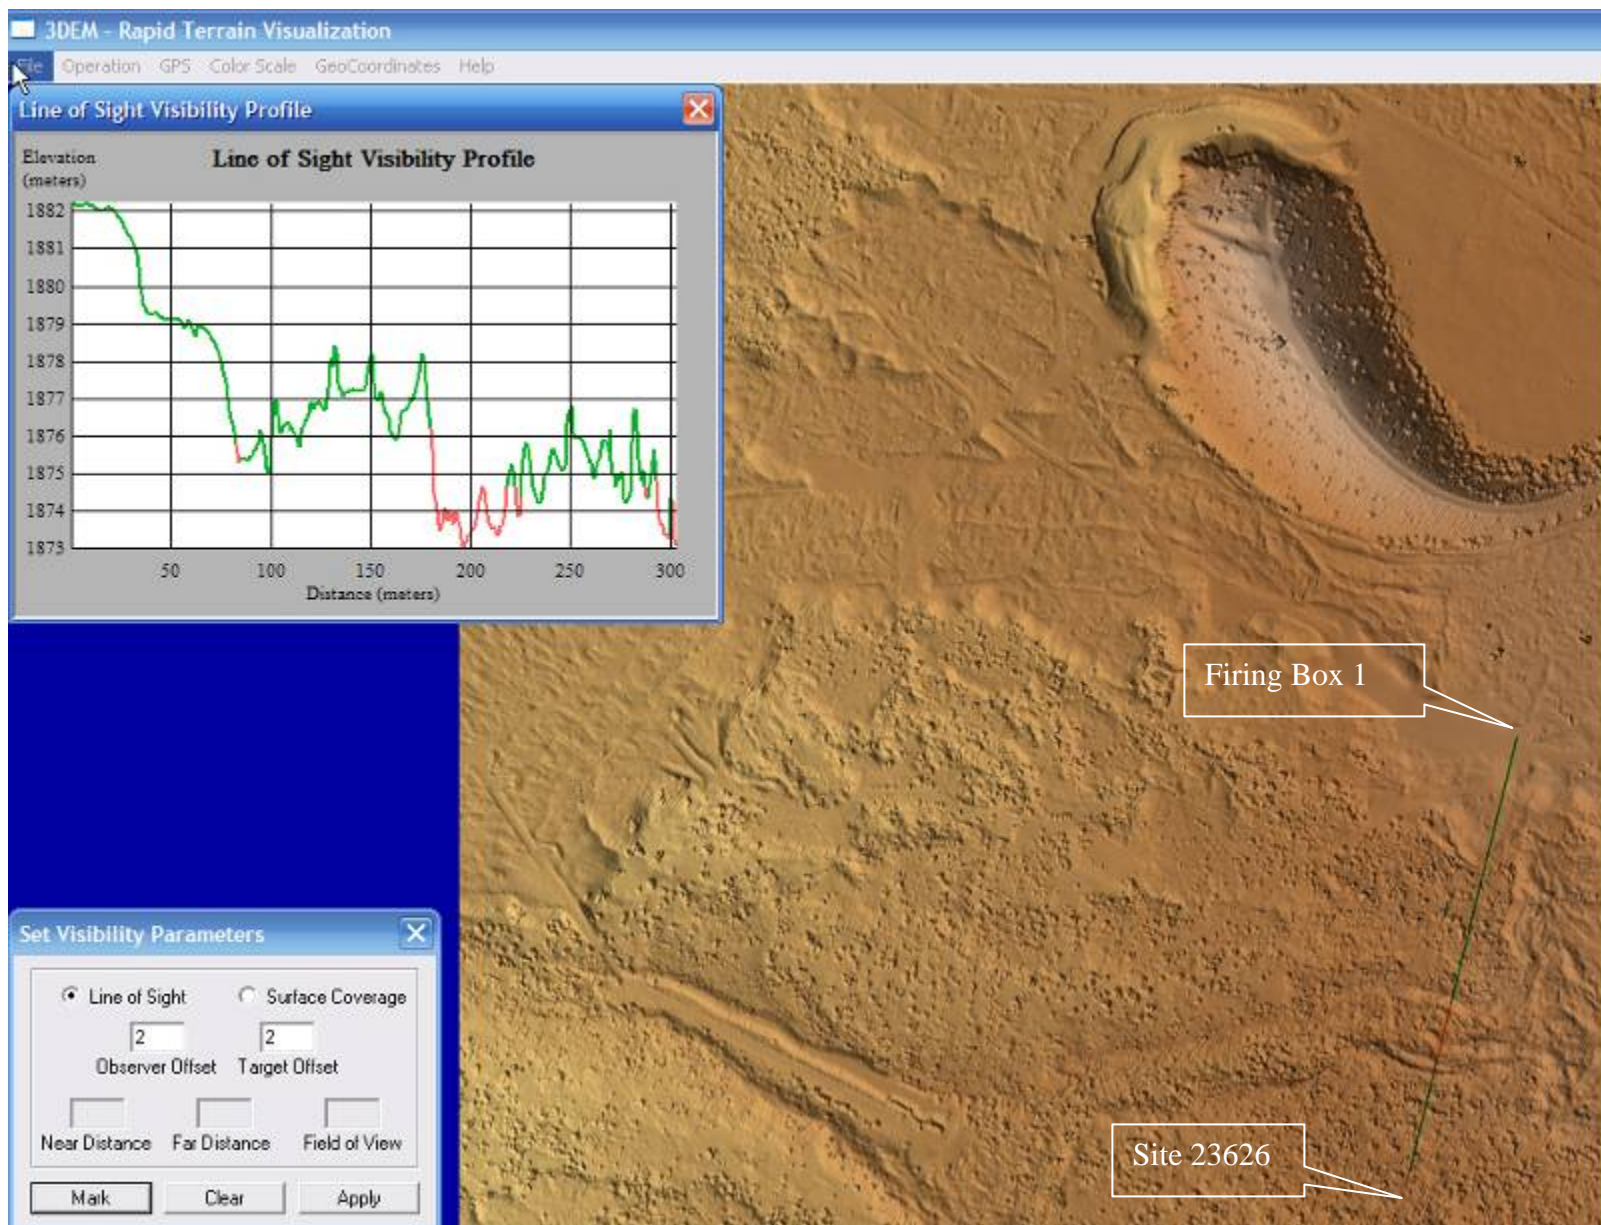 3DEM - Rapid Terrain Visualization
File Operation GPS Color Scale GeoCoordinates Help
Line of Sight Visibility Profile
Elevation
(meters)
Line of Sight Visibility Profile
1882
1881
1880
1879
1878
1877
1876
1875
1874
1873
50 100 150 200 250 300
Distance (meters)
Firing Box 1
Set Visibility Parameters
Line of Sight Surface Coverage
2 2
Observer Offset Target Offset
Near Distance Far Distance Field of View
Mark Clear Apply
Site 23626